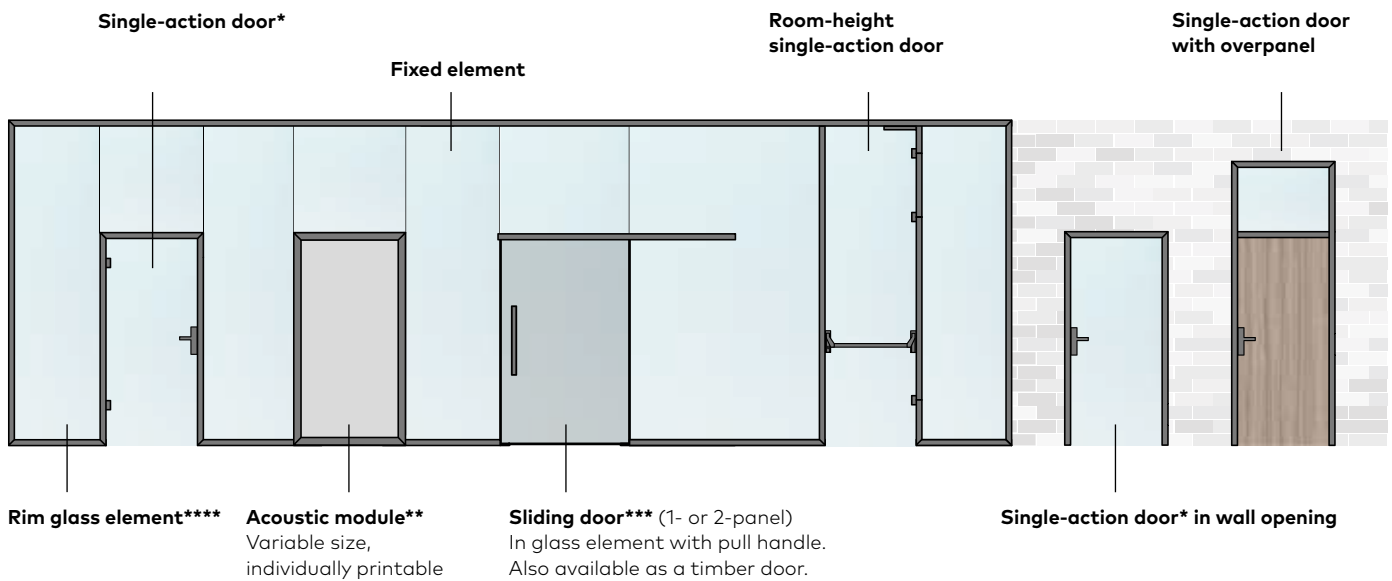 Single-action door*
Fixed element
Room-height
single-action door
Single-action door
with overpanel
Rim glass element****
Acoustic module**
Variable size,
individually printable
Sliding door*** (1- or 2-panel)
In glass element with pull handle.
Also available as a timber door.
Single-action door* in wall opening